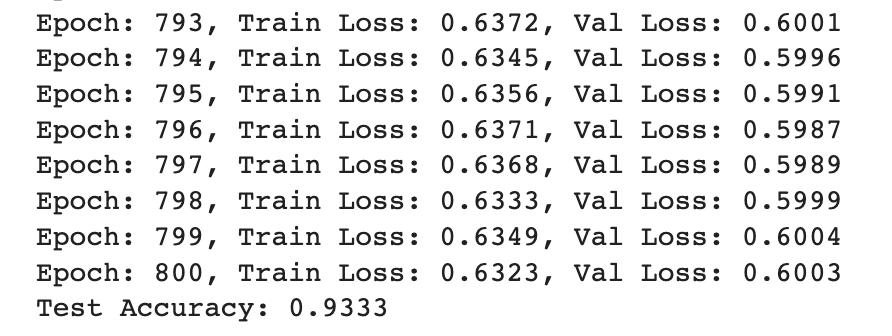 Epoch: 793, Train Loss: 0.6372, Val Loss: 0.6001
Epoch: 794, Train Loss: 0.6345, Val Loss: 0.5996
Epoch: 795, Train Loss: 0.6356, Val Loss: 0.5991
Epoch: 796, Train Loss: 0.6371, Val Loss: 0.5987
Epoch: 797, Train Loss: 0.6368, Val Loss: 0.5989
Epoch: 798, Train Loss: 0.6333, Val Loss: 0.5999
Epoch: 799, Train Loss: 0.6349, Val Loss: 0.6004
Epoch: 800, Train Loss: 0.6323, Val Loss: 0.6003
Test Accuracy: 0.9333